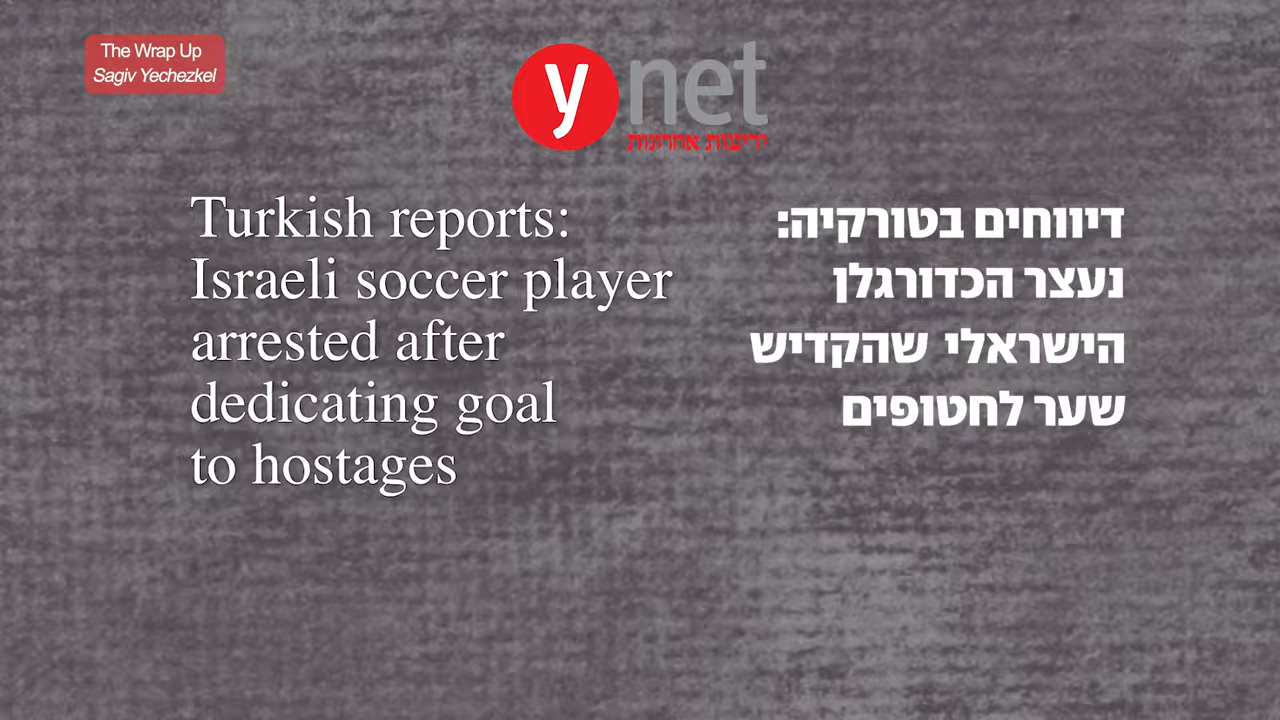 The Wrap Up
Sagiv Yechezkel
ynet
ידיעות אחרונות
Turkish reports:
Israeli soccer player
arrested after
dedicating goal
to hostages
דיווחים בטורקיה:
נעצר הכדורגלן
הישראלי שהקדיש
שער לחטופים